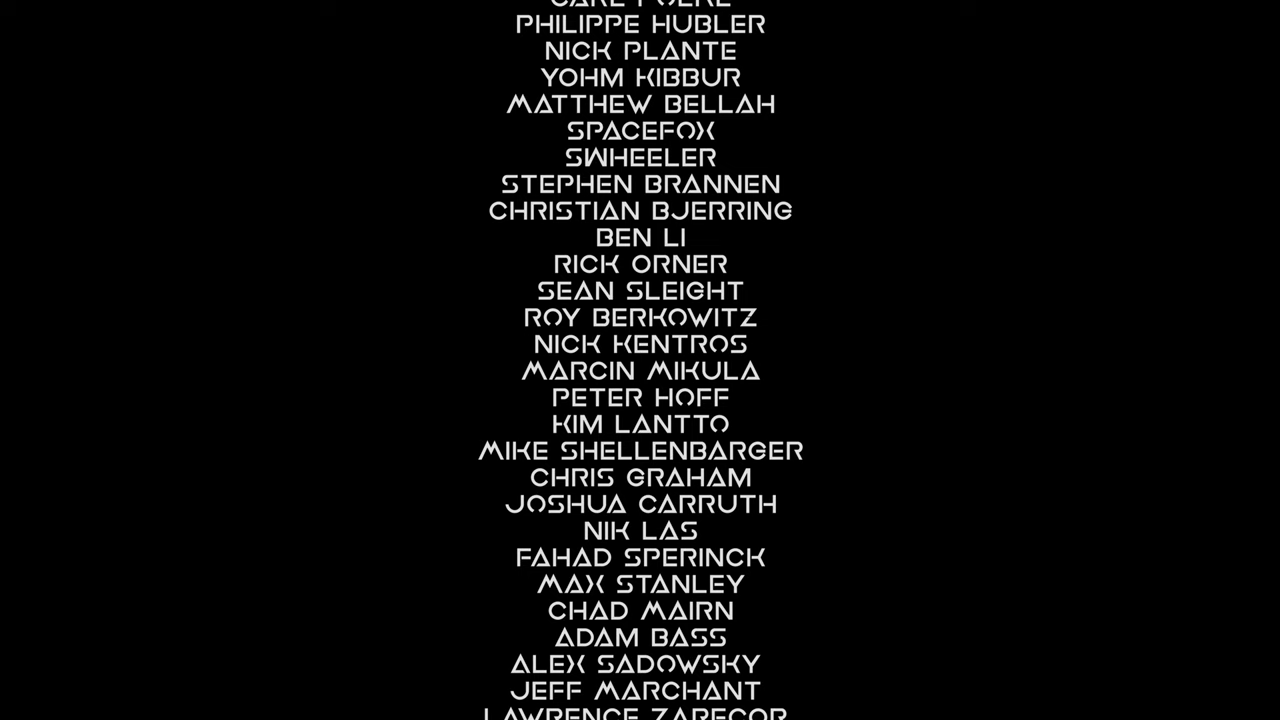 PHILIPPE HUBLER
NICK PLANTE
YOHM KIBBUR
MATTHEW BELLAH
SPACEFOX
SWHEELER
STEPHEN BRANNEN
CHRISTIAN BJERRING
BEN LI
RICK ORNER
SEAN SLEIGHT
ROY BERKOWITZ
NICK KENTROS
MARCIN MIKULA
PETER HOFF
KIM LANTTO
MIKE SHELLENBARGER
CHRIS GRAHAM
JOSHUA CARRUTH
NIK LAS
FAHAD SPERINCK
MAX STANLEY
CHAD MAIRN
ADAM BASS
ALEX SADOWSKY
JEFF MARCHANT
LAWRENCE ZARECOR